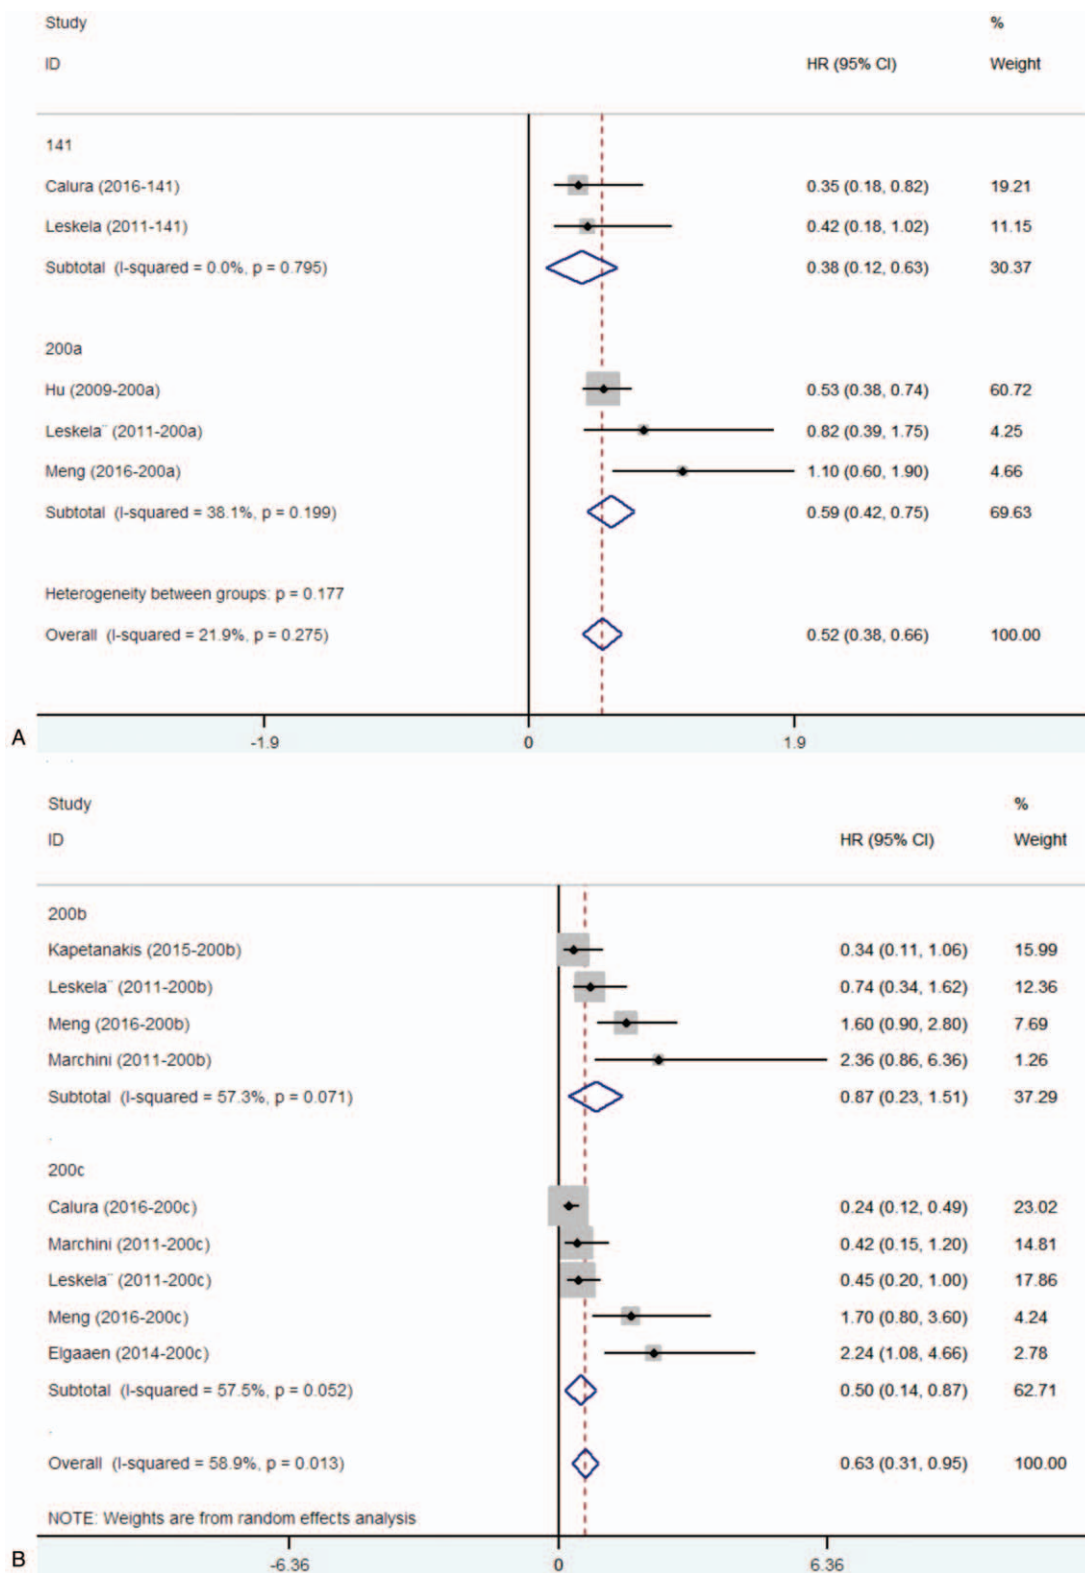 Study %
ID HR (95% CI) Weight
141
Calura (2016-141) 0.35 (0.18, 0.82) 19.21
Leskela (2011-141) 0.42 (0.18, 1.02) 11.15
Subtotal (I-squared = 0.0%, p = 0.795) 0.38 (0.12, 0.63) 30.37
200a
Hu (2009-200a) 0.53 (0.38, 0.74) 60.72
Leskela¨ (2011-200a) 0.82 (0.39, 1.75) 4.25
Meng (2016-200a) 1.10 (0.60, 1.90) 4.66
Subtotal (I-squared = 38.1%, p = 0.199) 0.59 (0.42, 0.75) 69.63
Heterogeneity between groups: p = 0.177
Overall (I-squared = 21.9%, p = 0.275) 0.52 (0.38, 0.66) 100.00
A
-1.9 0 1.9
Study %
ID HR (95% CI) Weight
200b
Kapetanakis (2015-200b) 0.34 (0.11, 1.06) 15.99
Leskela¨ (2011-200b) 0.74 (0.34, 1.62) 12.36
Meng (2016-200b) 1.60 (0.90, 2.80) 7.69
Marchini (2011-200b) 2.36 (0.86, 6.36) 1.26
Subtotal (I-squared = 57.3%, p = 0.071) 0.87 (0.23, 1.51) 37.29
.
200c
Calura (2016-200c) 0.24 (0.12, 0.49) 23.02
Marchini (2011-200c) 0.42 (0.15, 1.20) 14.81
Leskela¨ (2011-200c) 0.45 (0.20, 1.00) 17.86
Meng (2016-200c) 1.70 (0.80, 3.60) 4.24
Elgaaen (2014-200c) 2.24 (1.08, 4.66) 2.78
Subtotal (I-squared = 57.5%, p = 0.052) 0.50 (0.14, 0.87) 62.71
.
Overall (I-squared = 58.9%, p = 0.013) 0.63 (0.31, 0.95) 100.00
NOTE: Weights are from random effects analysis
B
-6.36 0 6.36